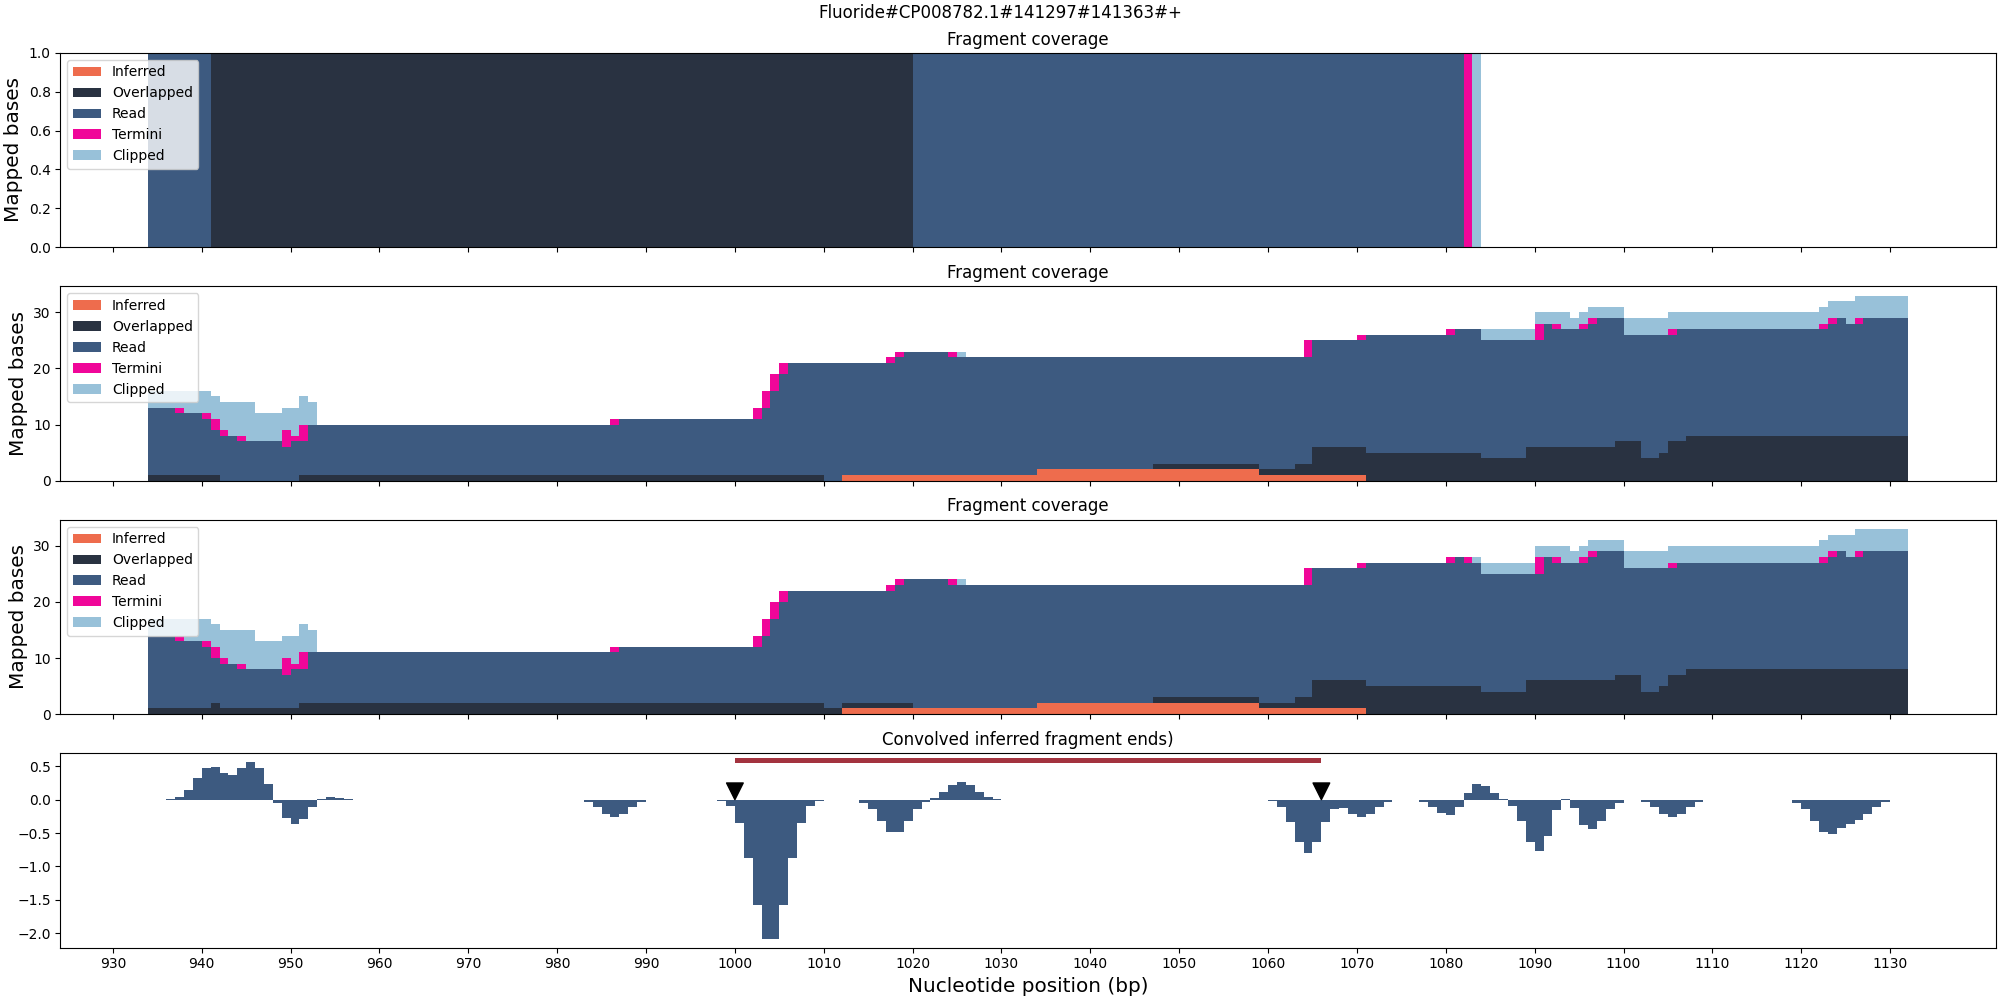 Fluoride#CP008782.1#141297#141363#+
Fragment coverage
Mapped bases
1.0
0.8
0.6
0.4
0.2
0.0
Inferred
Overlapped
Read
Termini
Clipped
Fragment coverage
Mapped bases
30
20
10
0
Inferred
Overlapped
Read
Termini
Clipped
Fragment coverage
Mapped bases
30
20
10
0
Inferred
Overlapped
Read
Termini
Clipped
Convolved inferred fragment ends)
0.5
0.0
−0.5
−1.0
−1.5
−2.0
930 940 950 960 970 980 990 1000 1010 1020 1030 1040 1050 1060 1070 1080 1090 1100 1110 1120 1130
Nucleotide position (bp)